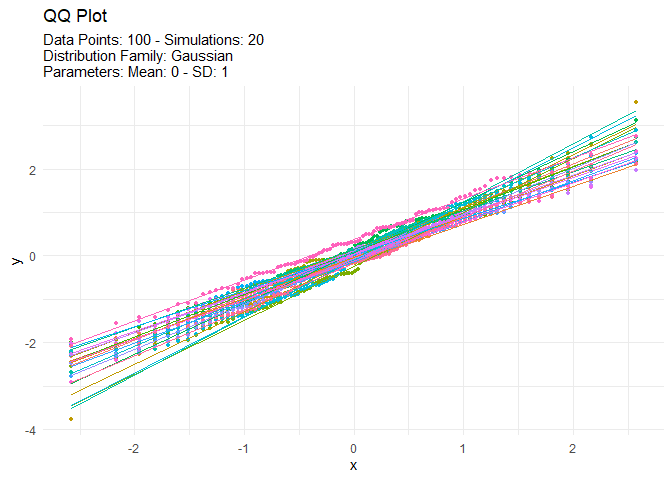 QQ Plot
Data Points: 100 - Simulations: 20
Distribution Family: Gaussian
Parameters: Mean: 0 - SD: 1
2
0
-2
-4
y
-2
-1
0
1
2
x